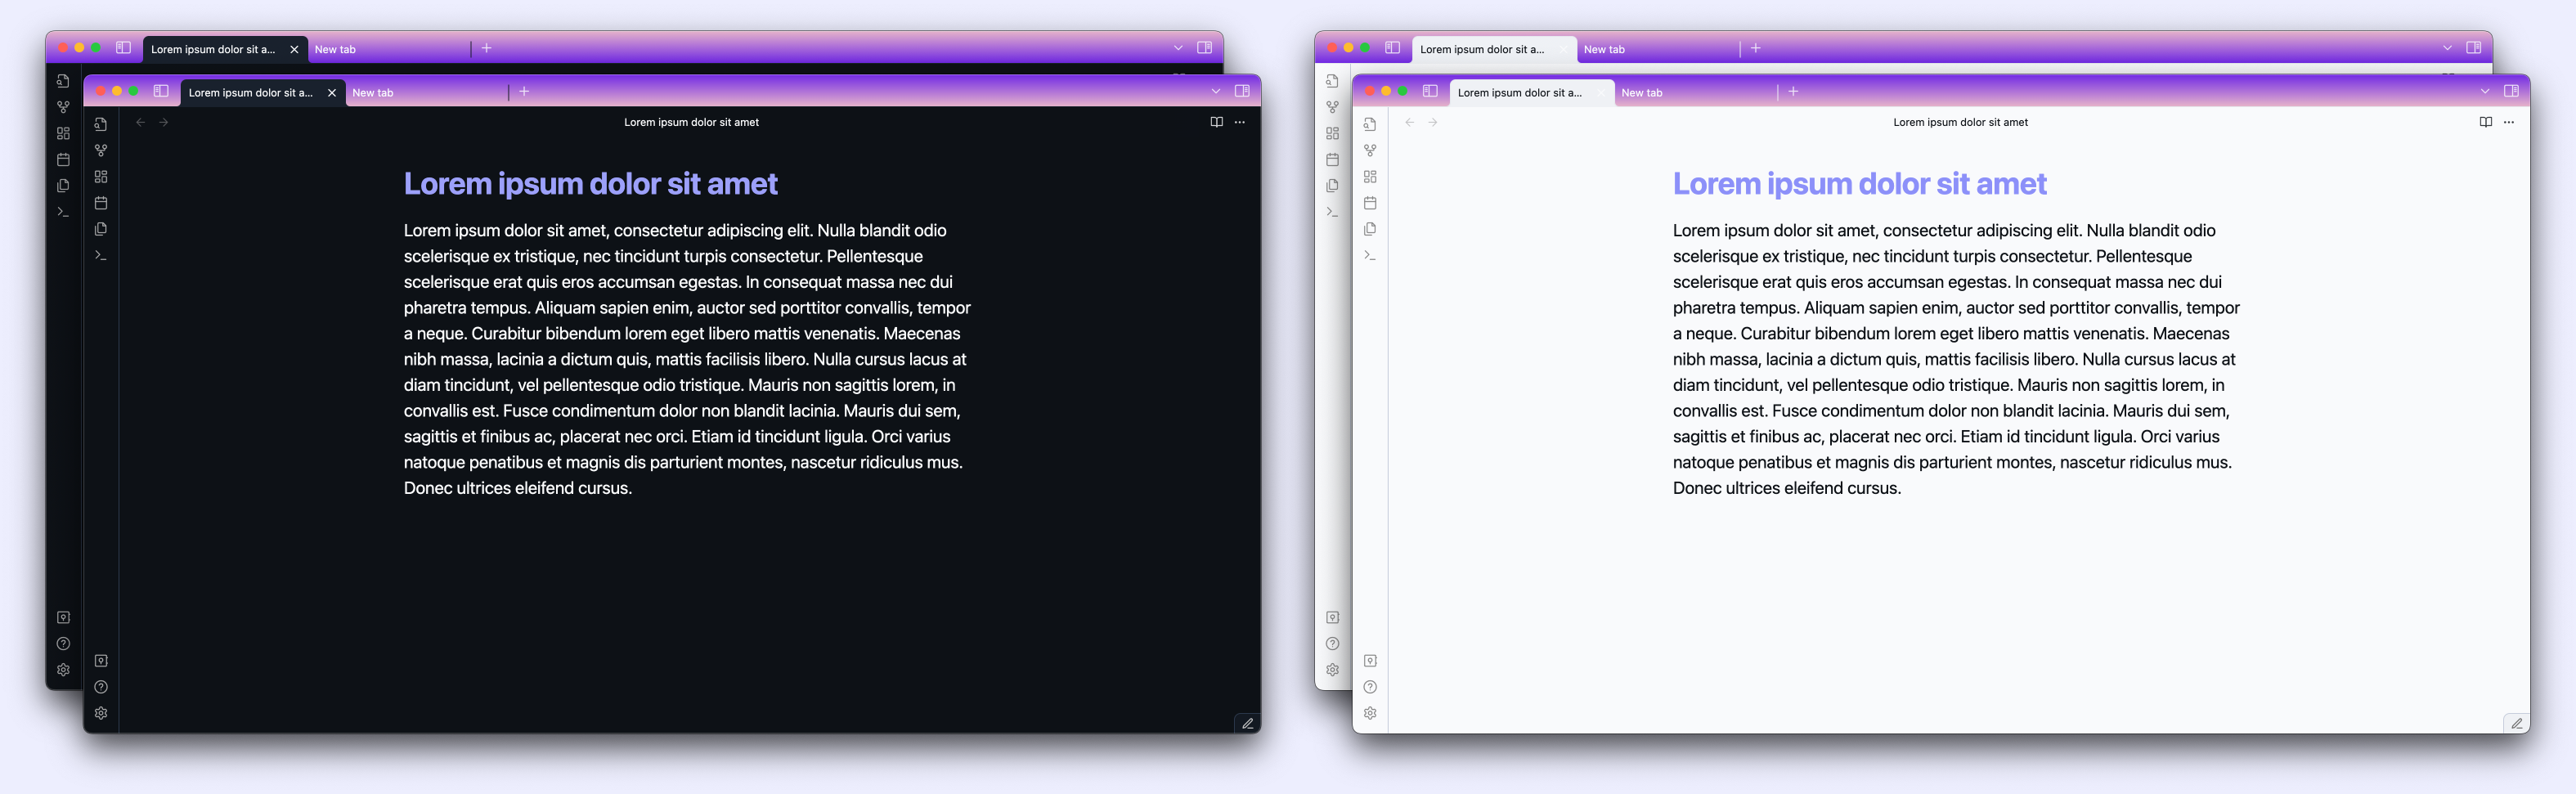 Lorem ipsum dolor sit a...
New tab
Lorem ipsum dolor sit a...
New tab
Lorem ipsum dolor sit amet
Lorem ipsum dolor sit amet
Lorem ipsum dolor sit amet, consectetur adipiscing elit. Nulla blandit odio
scelerisque ex tristique, nec tincidunt turpis consectetur. Pellentesque
scelerisque erat quis eros accumsan egestas. In consequat massa nec dui
pharetra tempus. Aliquam sapien enim, auctor sed porttitor convallis, tempor
a neque. Curabitur bibendum lorem eget libero mattis venenatis. Maecenas
nibh massa, lacinia a dictum quis, mattis facilisis libero. Nulla cursus lacus at
diam tincidunt, vel pellentesque odio tristique. Mauris non sagittis lorem, in
convallis est. Fusce condimentum dolor non blandit lacinia. Mauris dui sem,
sagittis et finibus ac, placerat nec orci. Etiam id tincidunt ligula. Orci varius
natoque penatibus et magnis dis parturient montes, nascetur ridiculus mus.
Donec ultrices eleifend cursus.
Lorem ipsum dolor sit a...
New tab
Lorem ipsum dolor sit a...
New tab
Lorem ipsum dolor sit amet
Lorem ipsum dolor sit amet
Lorem ipsum dolor sit amet, consectetur adipiscing elit. Nulla blandit odio
scelerisque ex tristique, nec tincidunt turpis consectetur. Pellentesque
scelerisque erat quis eros accumsan egestas. In consequat massa nec dui
pharetra tempus. Aliquam sapien enim, auctor sed porttitor convallis, tempor
a neque. Curabitur bibendum lorem eget libero mattis venenatis. Maecenas
nibh massa, lacinia a dictum quis, mattis facilisis libero. Nulla cursus lacus at
diam tincidunt, vel pellentesque odio tristique. Mauris non sagittis lorem, in
convallis est. Fusce condimentum dolor non blandit lacinia. Mauris dui sem,
sagittis et finibus ac, placerat nec orci. Etiam id tincidunt ligula. Orci varius
natoque penatibus et magnis dis parturient montes, nascetur ridiculus mus.
Donec ultrices eleifend cursus.